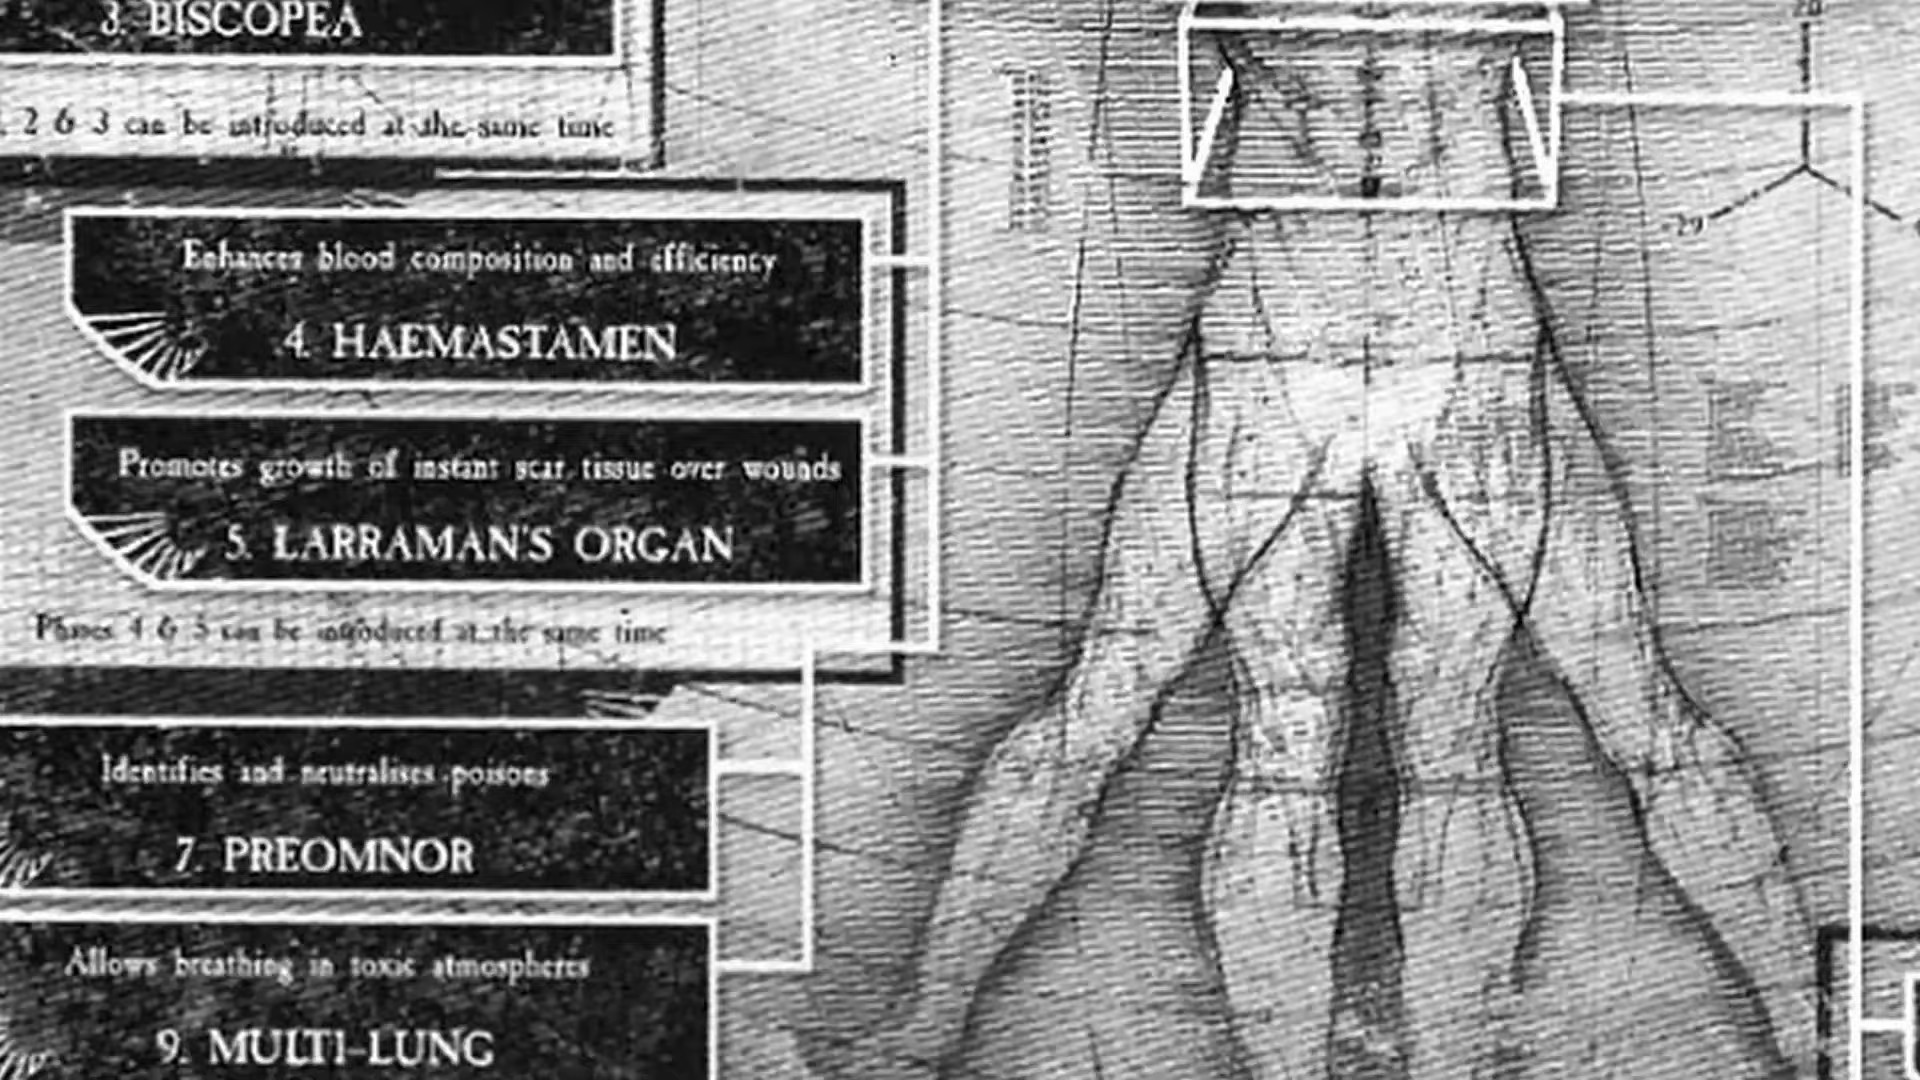 3. BISCOPEA
2 & 3 can be introduced at the same time
Enhances blood composition and efficiency
4. HAEMASTAMEN
Promotes growth of instant scar tissue over wounds
5. LARRAMAN'S ORGAN
Phases 4 & 5 can be introduced at the same time
Identifies and neutralises poisons
7. PREOMNOR
Allows breathing in toxic atmospheres
9. MULTI-LUNG